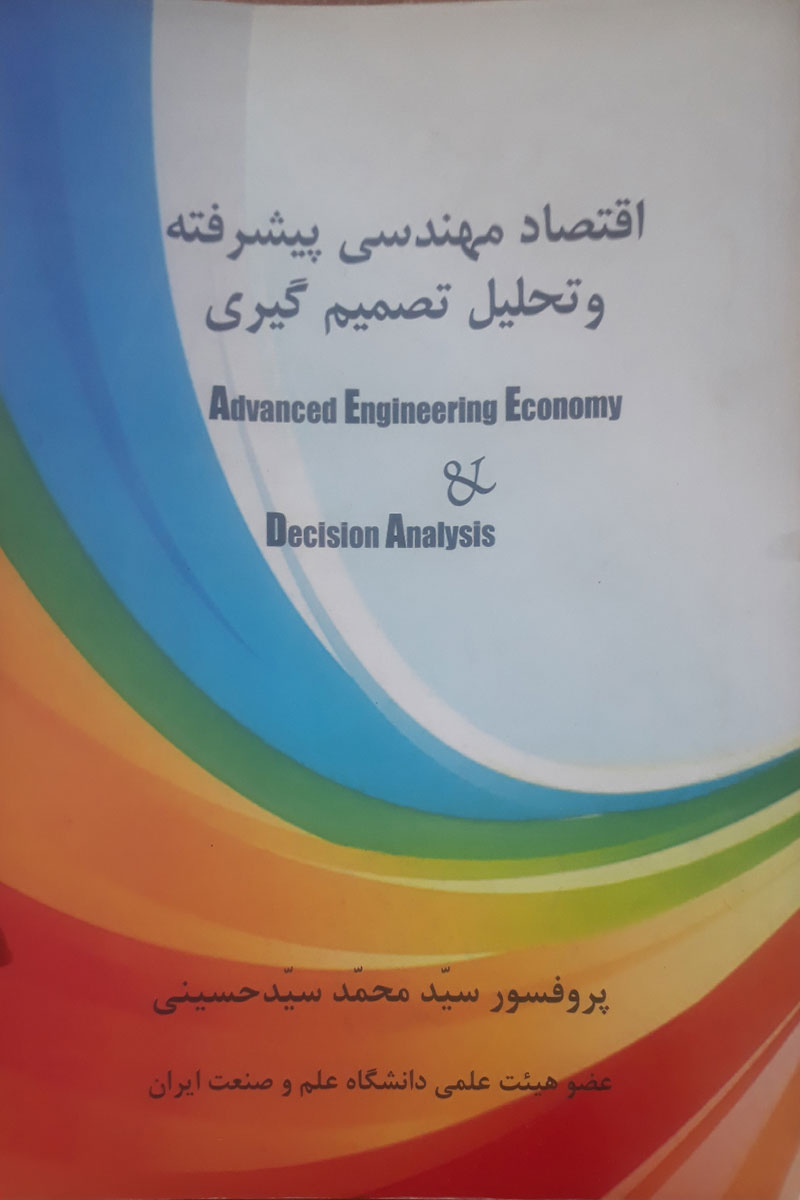 اقتصاد مهندسی پیشرفته
و تحلیل تصمیم گیری
Advanced Engineering Economy
&
Decision Analysis
پروفسور سیّد محمّد سیّدحسینی
عضو هیئت علمی دانشگاه علم و صنعت ایران